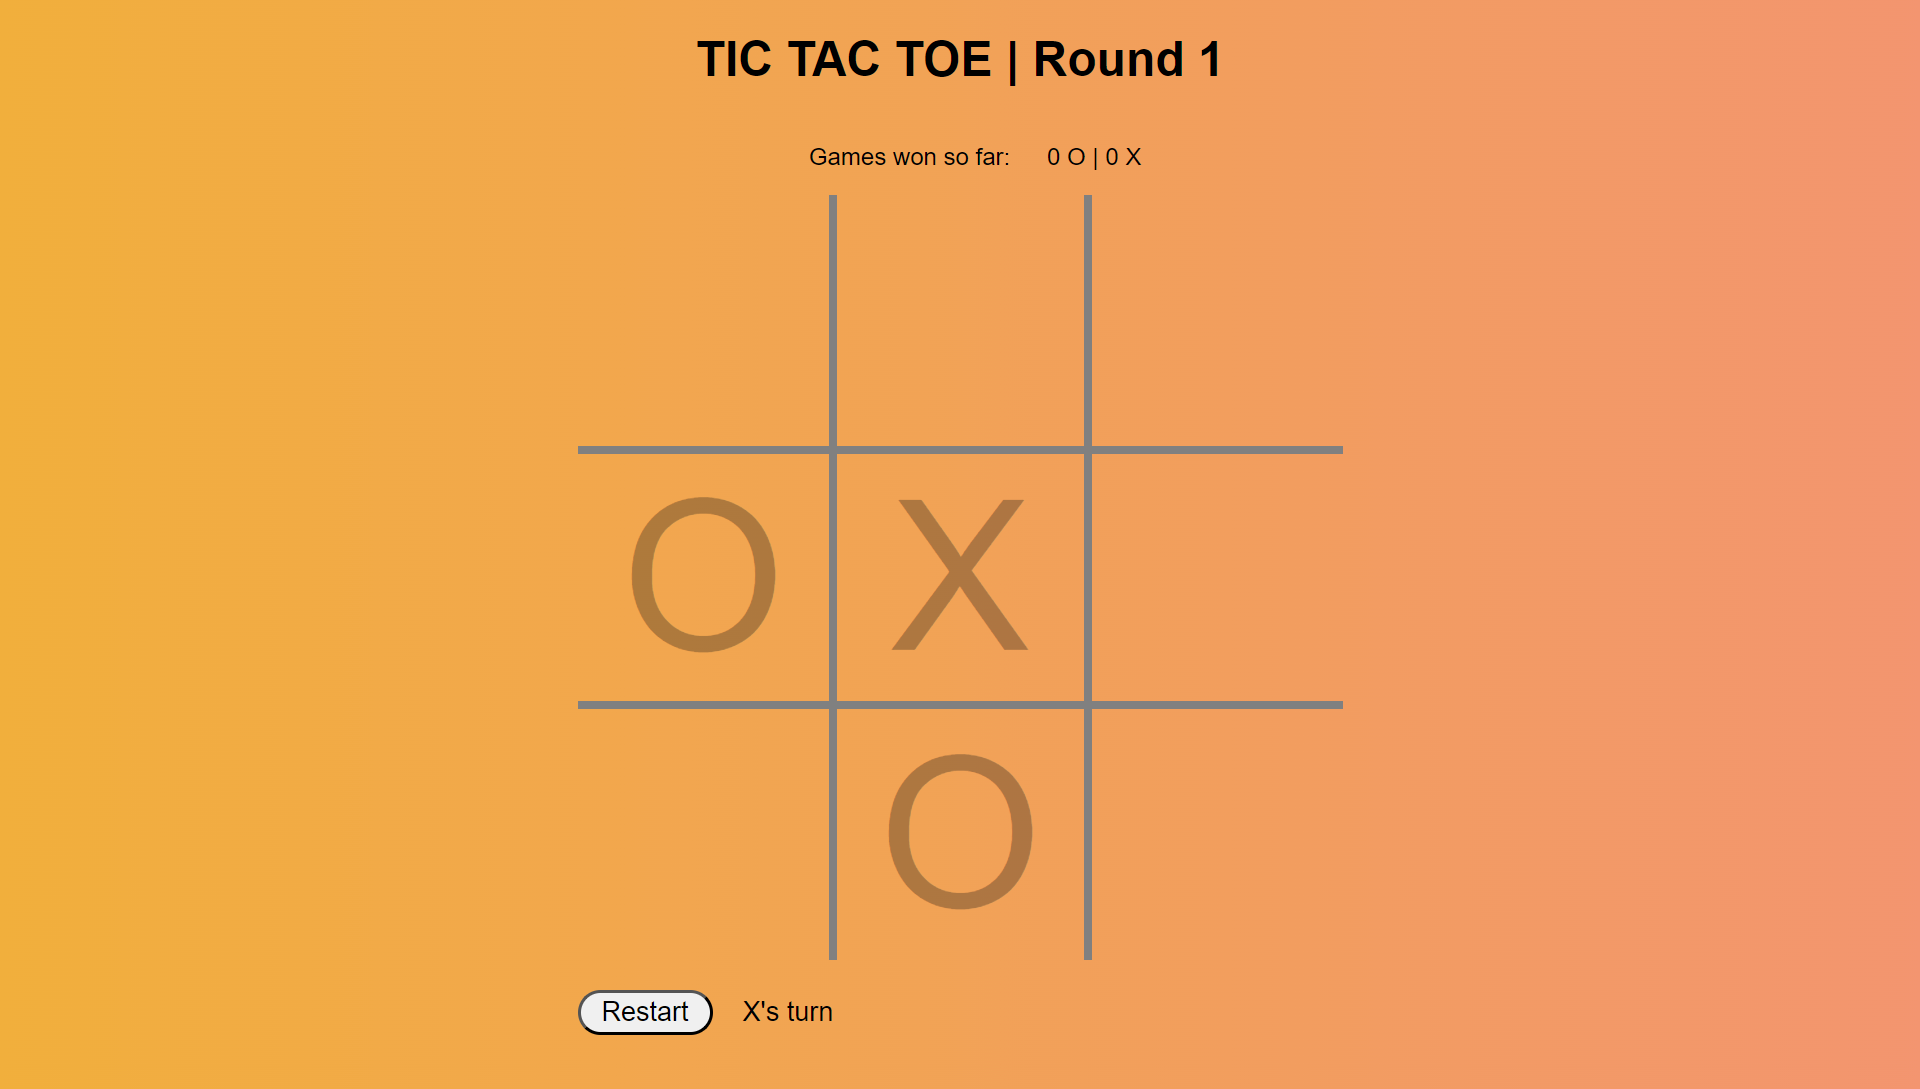 TIC TAC TOE | Round 1
Games won so far: 0 O | 0 X
O X
O
Restart X's turn